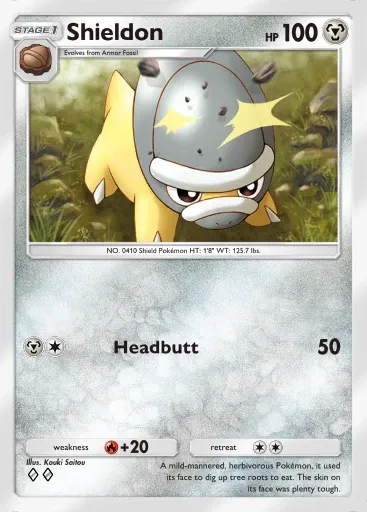 STAGE 1
Shieldon
HP 100
Evolves from Armor Fossil
NO. 0410 Shield Pokémon HT: 1'8" WT: 125.7 lbs.
Headbutt 50
weakness +20 retreat
Illus. Kouki Saitou
A mild-mannered, herbivorous Pokémon, it used
its face to dig up tree roots to eat. The skin on
its face was plenty tough.